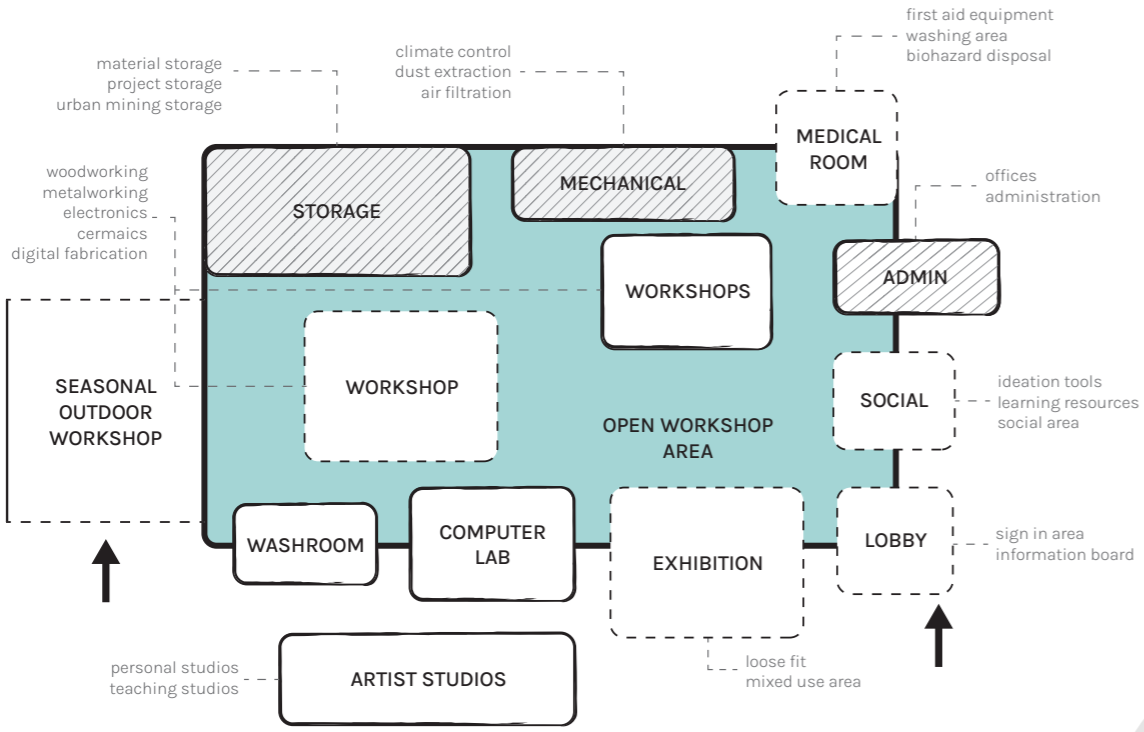 first aid equipment
washing area
biohazard disposal
climate control
dust extraction
air filtration
material storage
project storage
urban mining storage
MEDICAL
ROOM
woodworking
metalworking
electronics
cermaics
digital fabrication
STORAGE
MECHANICAL
offices
administration
WORKSHOPS
ADMIN
SEASONAL
OUTDOOR
WORKSHOP
WORKSHOP
OPEN WORKSHOP
AREA
SOCIAL
ideation tools
learning resources
social area
WASHROOM
COMPUTER
LAB
EXHIBITION
LOBBY
sign in area
information board
personal studios
teaching studios
ARTIST STUDIOS
loose fit
mixed use area